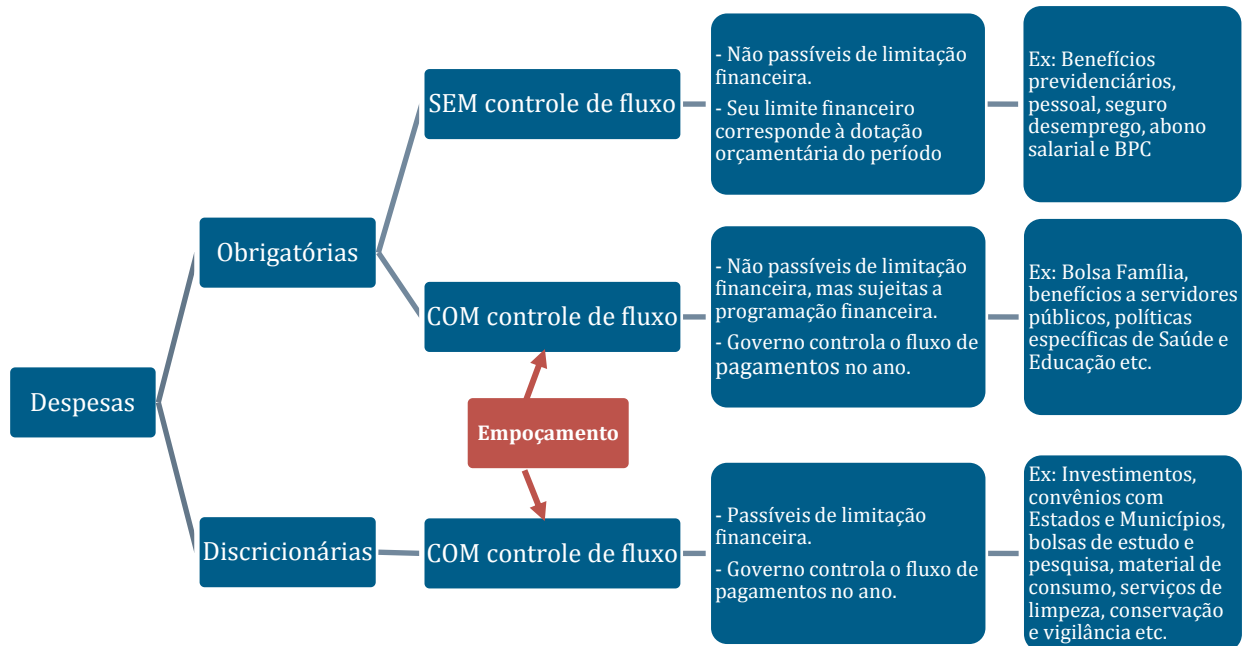 Despesas
Obrigatórias
SEM controle de fluxo
- Não passíveis de limitação
financeira.
- Seu limite financeiro
corresponde à dotação
orçamentária do período
Ex: Benefícios
previdenciários,
pessoal, seguro
desemprego, abono
salarial e BPC
COM controle de fluxo
- Não passíveis de limitação
financeira, mas sujeitas a
programação financeira.
- Governo controla o fluxo de
pagamentos no ano.
Ex: Bolsa Família,
benefícios a servidores
públicos, políticas
específicas de Saúde e
Educação etc.
Empoçamento
Discricionárias
COM controle de fluxo
- Passíveis de limitação
financeira.
- Governo controla o fluxo de
pagamentos no ano.
Ex: Investimentos,
convênios com
Estados e Municípios,
bolsas de estudo e
pesquisa, material de
consumo, serviços de
limpeza, conservação
e vigilância etc.